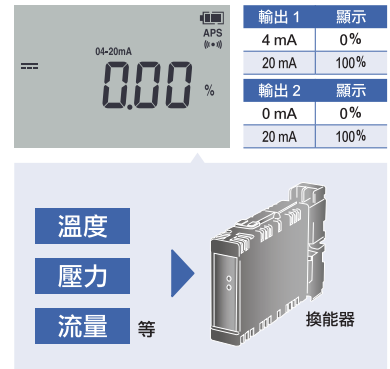 APS
04-20mA
0.00 %
輸出 1 顯示
4 mA 0%
20 mA 100%
輸出 2 顯示
0 mA 0%
20 mA 100%
溫度
壓力
流量 等
換能器